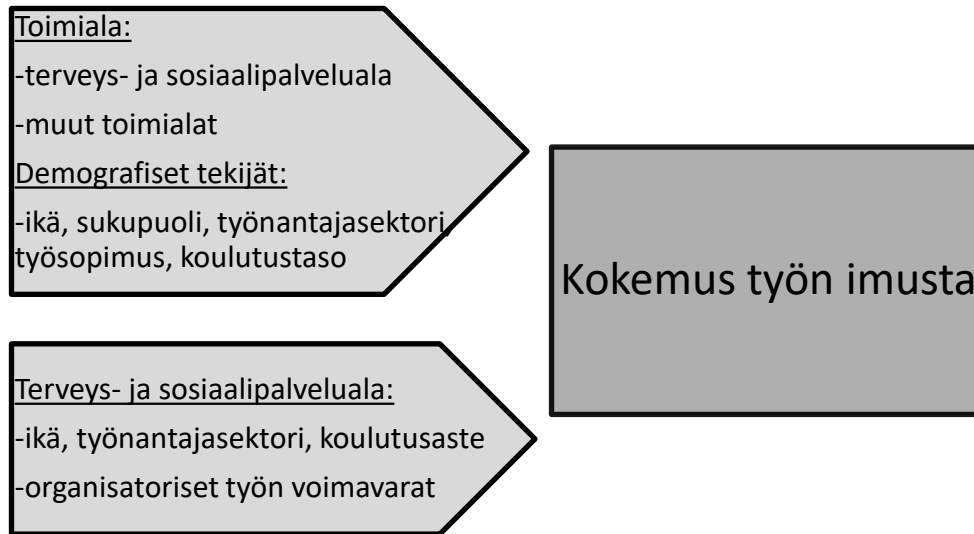 Toimiala:
-terveys- ja sosiaalipalveluala
-muut toimialat
Demografiset tekijät:
-ikä, sukupuoli, työnantajasektori,
työsopimus, koulutustaso
Kokemus työn imusta
Terveys- ja sosiaalipalveluala:
-ikä, työnantajasektori, koulutusaste
-organisatoriset työn voimavarat